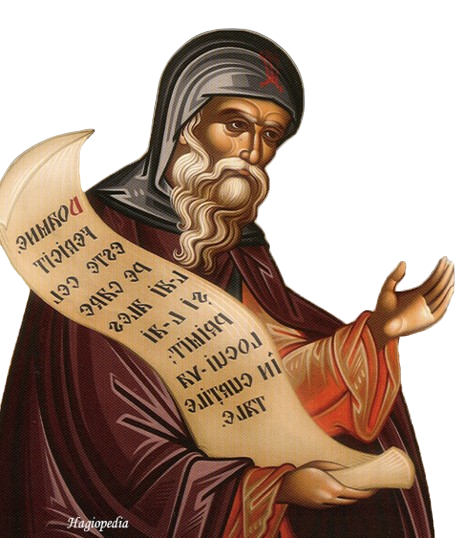 DOAMNE
FERICIT
ESTE CEL
PE CARE
L-AI ALES
ȘI L-AI
PRIMIT;
LOCUI-VA
ÎN CURȚILE
TALE.
Hagiopedia